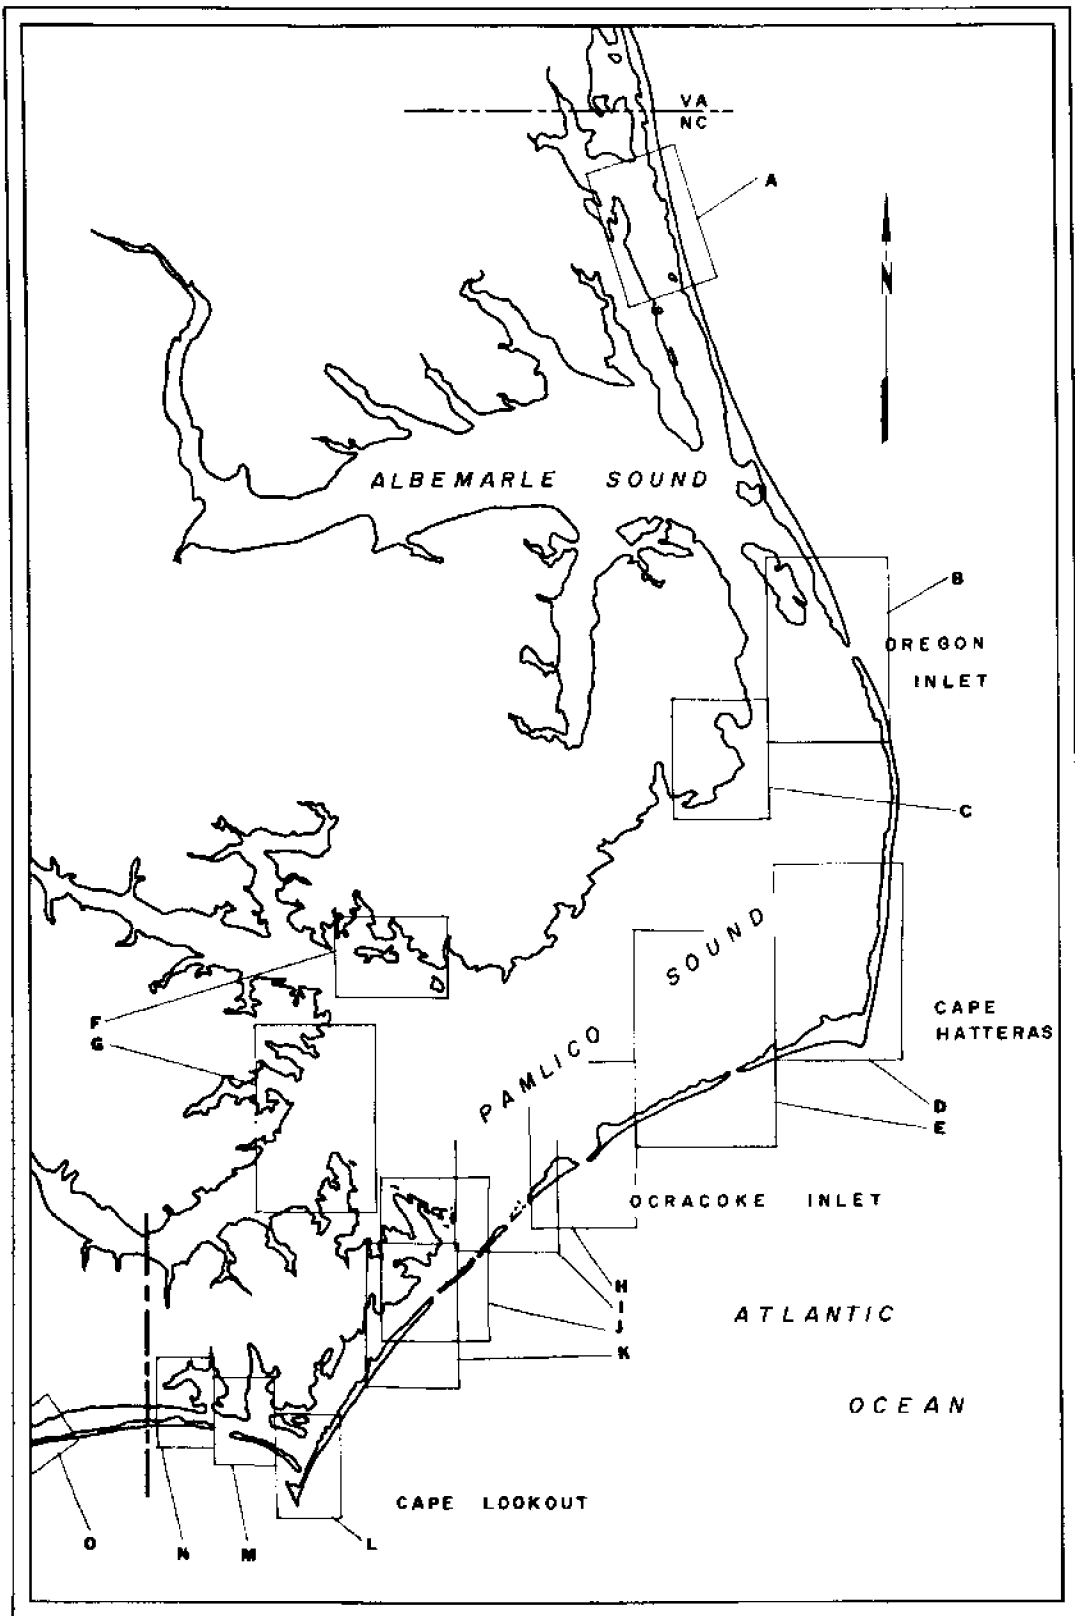 VA
NC
A
N
ALBEMARLE SOUND
B
OREGON
INLET
C
SOUND
CAPE
HATTERAS
F
G
PAMLICO
D
E
OCRACOKE INLET
H
I
J
K
ATLANTIC
OCEAN
CAPE LOOKOUT
O
N
M
L